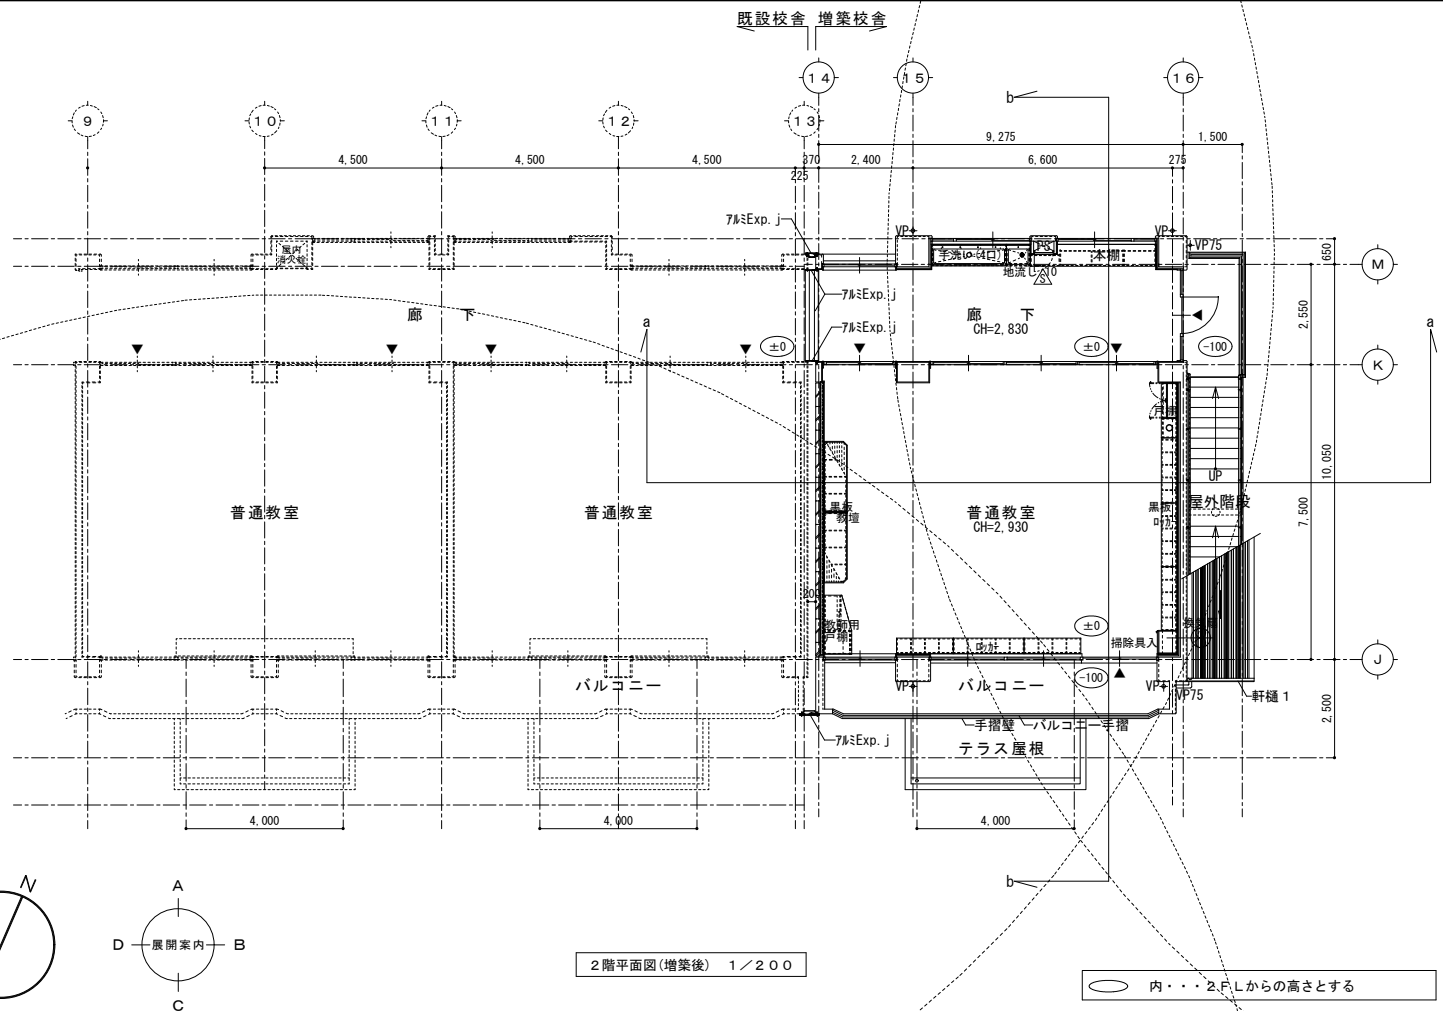 既設校舎 増築校舎
14 15 16
9 10 11 12 13
b
9,275 1,500
4,500 4,500 4,500 370 2,400 6,600 275
225
アルミExp.j
VP VP VP75
屋内
消火栓
手洗い(4口) PS 本棚
S
650
M
アルミExp.j
廊 下
廊 下
CH=2,830
2,550
アルミExp.j
a a
±0 ±0 -100
K
戸棚
UP
10,050
普通教室 普通教室 普通教室
CH=2,930
黒板
教壇
黒板
ロッカー
屋外階段
7,500
200
教師用
戸棚
±0
ロッカー
掃除具入
J
バルコニー バルコニー
-100
VP VP VP75
軒樋 1
2,500
手摺壁 バルコニー手摺
アルミExp.j
テラス屋根
4,000 4,000 4,000
b
N
A
D 展開案内 B
C
2階平面図(増築後) 1/200
内・・・2FLからの高さとする